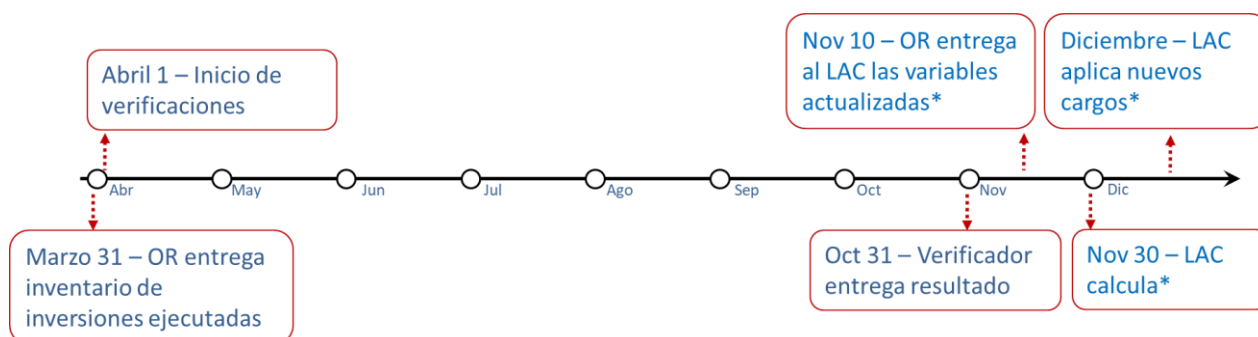 Abril 1 – Inicio de
verificaciones
Nov 10 – OR entrega
al LAC las variables
actualizadas*
Diciembre – LAC
aplica nuevos
cargos*
Abr
May
Jun
Jul
Ago
Sep
Oct
Nov
Dic
Marzo 31 – OR entrega
inventario de
inversiones ejecutadas
Oct 31 – Verificador
entrega resultado
Nov 30 – LAC
calcula*